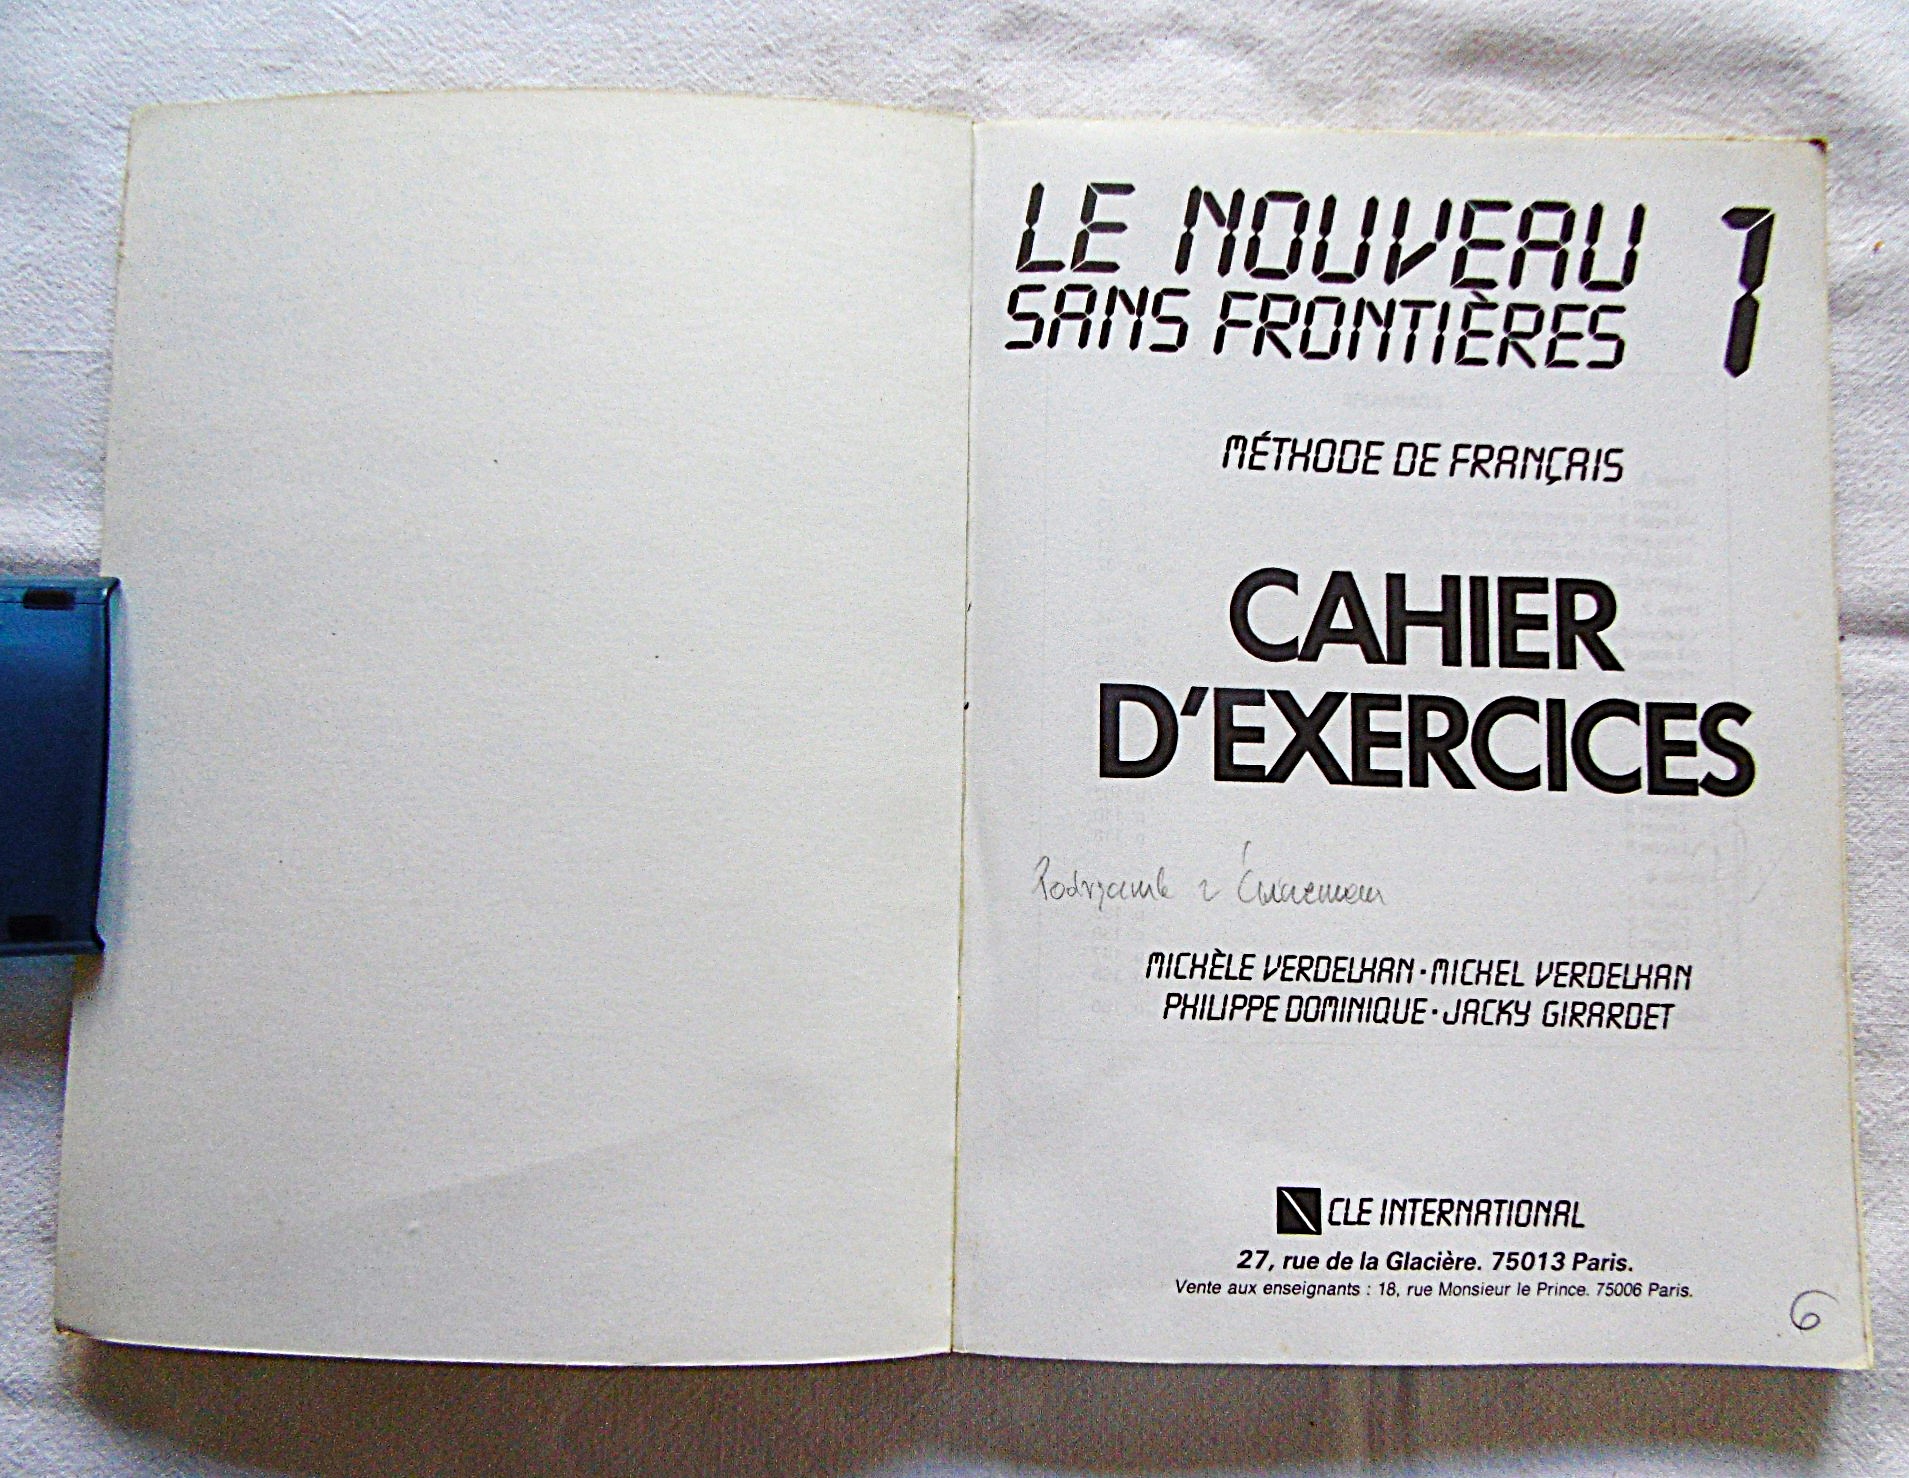 LE NOUVEAU 1
SANS FRONTIÈRES
MÉTHODE DE FRANÇAIS
CAHIER
D'EXERCICES
MICHÈLE VERDELHAN · MICHEL VERDELHAN
PHILIPPE DOMINIQUE · JACKY GIRARDET
CLE INTERNATIONAL
27, rue de la Glacière. 75013 Paris.
Vente aux enseignants : 18, rue Monsieur le Prince. 75006 Paris.
6